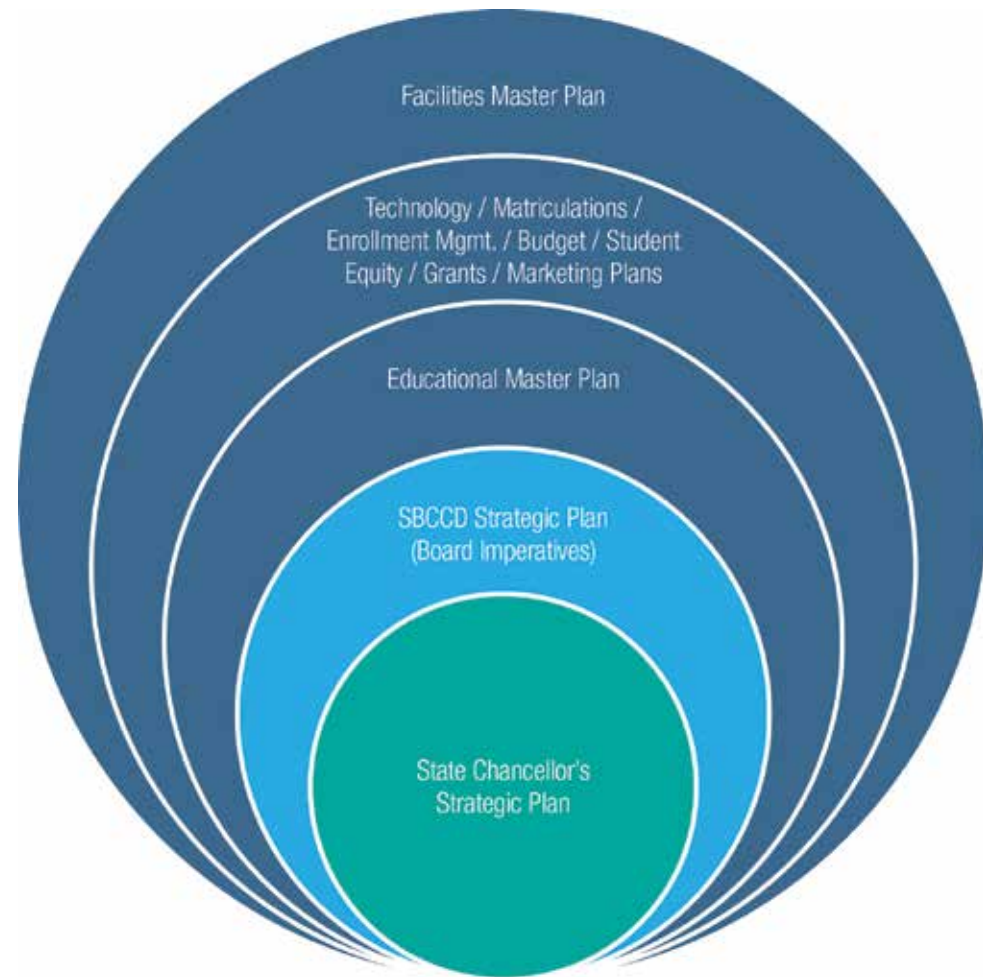 Facilities Master Plan
Technology / Matriculations /
Enrollment Mgmt. / Budget / Student
Equity / Grants / Marketing Plans
Educational Master Plan
SBCCD Strategic Plan
(Board Imperatives)
State Chancellor's
Strategic Plan